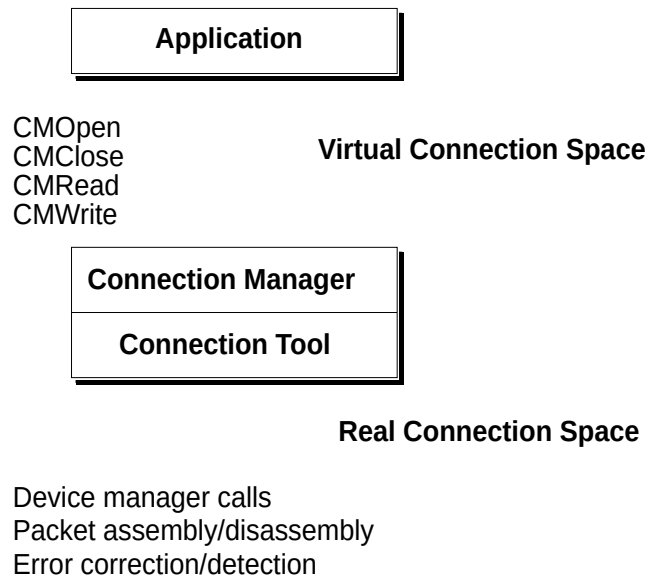 Application
CMOpen
CMClose
CMRead
CMWrite
Virtual Connection Space
Connection Manager
Connection Tool
Real Connection Space
Device manager calls
Packet assembly/disassembly
Error correction/detection